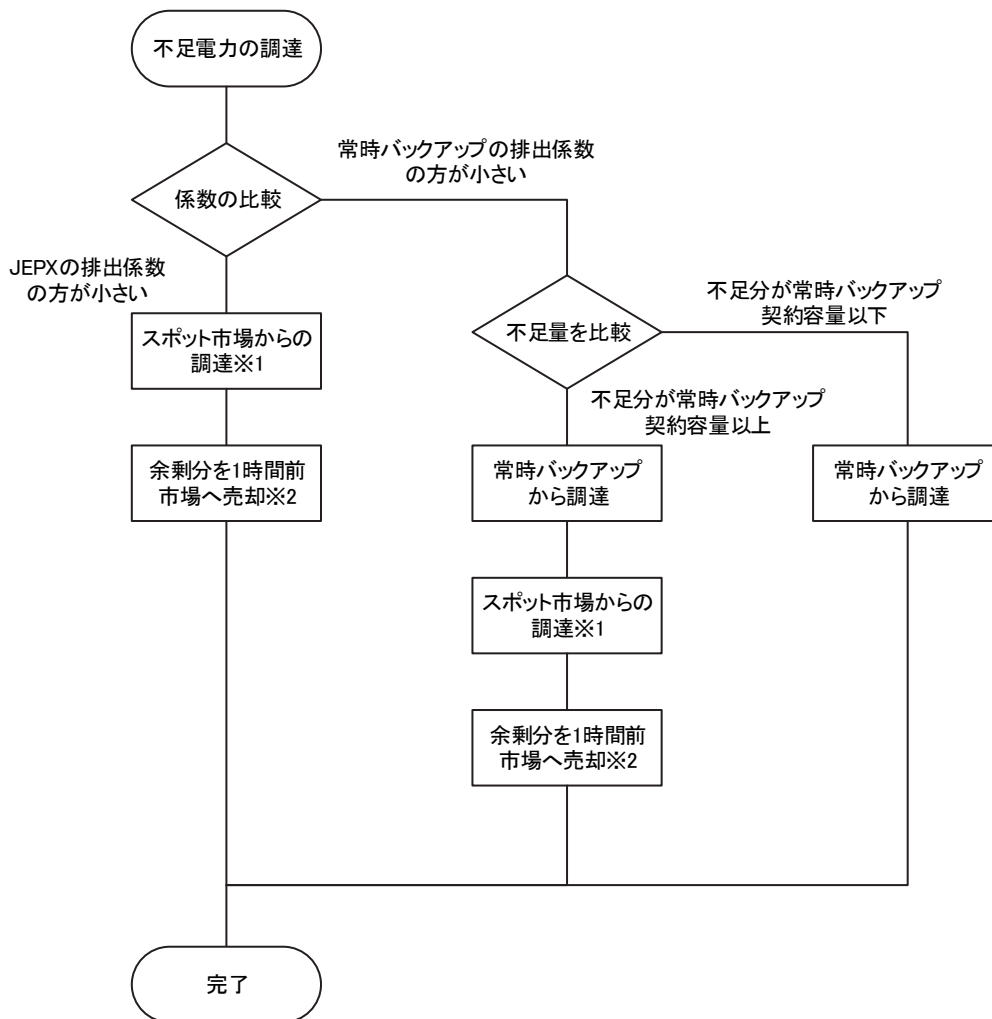 不足電力の調達
常時バックアップの排出係数
の方が小さい
係数の比較
JEPXの排出係数
の方が小さい
不足分が常時バックアップ
契約容量以下
スポット市場からの
調達※1
不足量を比較
不足分が常時バックアップ
契約容量以上
余剰分を1時間前
市場へ売却※2
常時バックアップ
から調達
常時バックアップ
から調達
スポット市場からの
調達※1
余剰分を1時間前
市場へ売却※2
完了